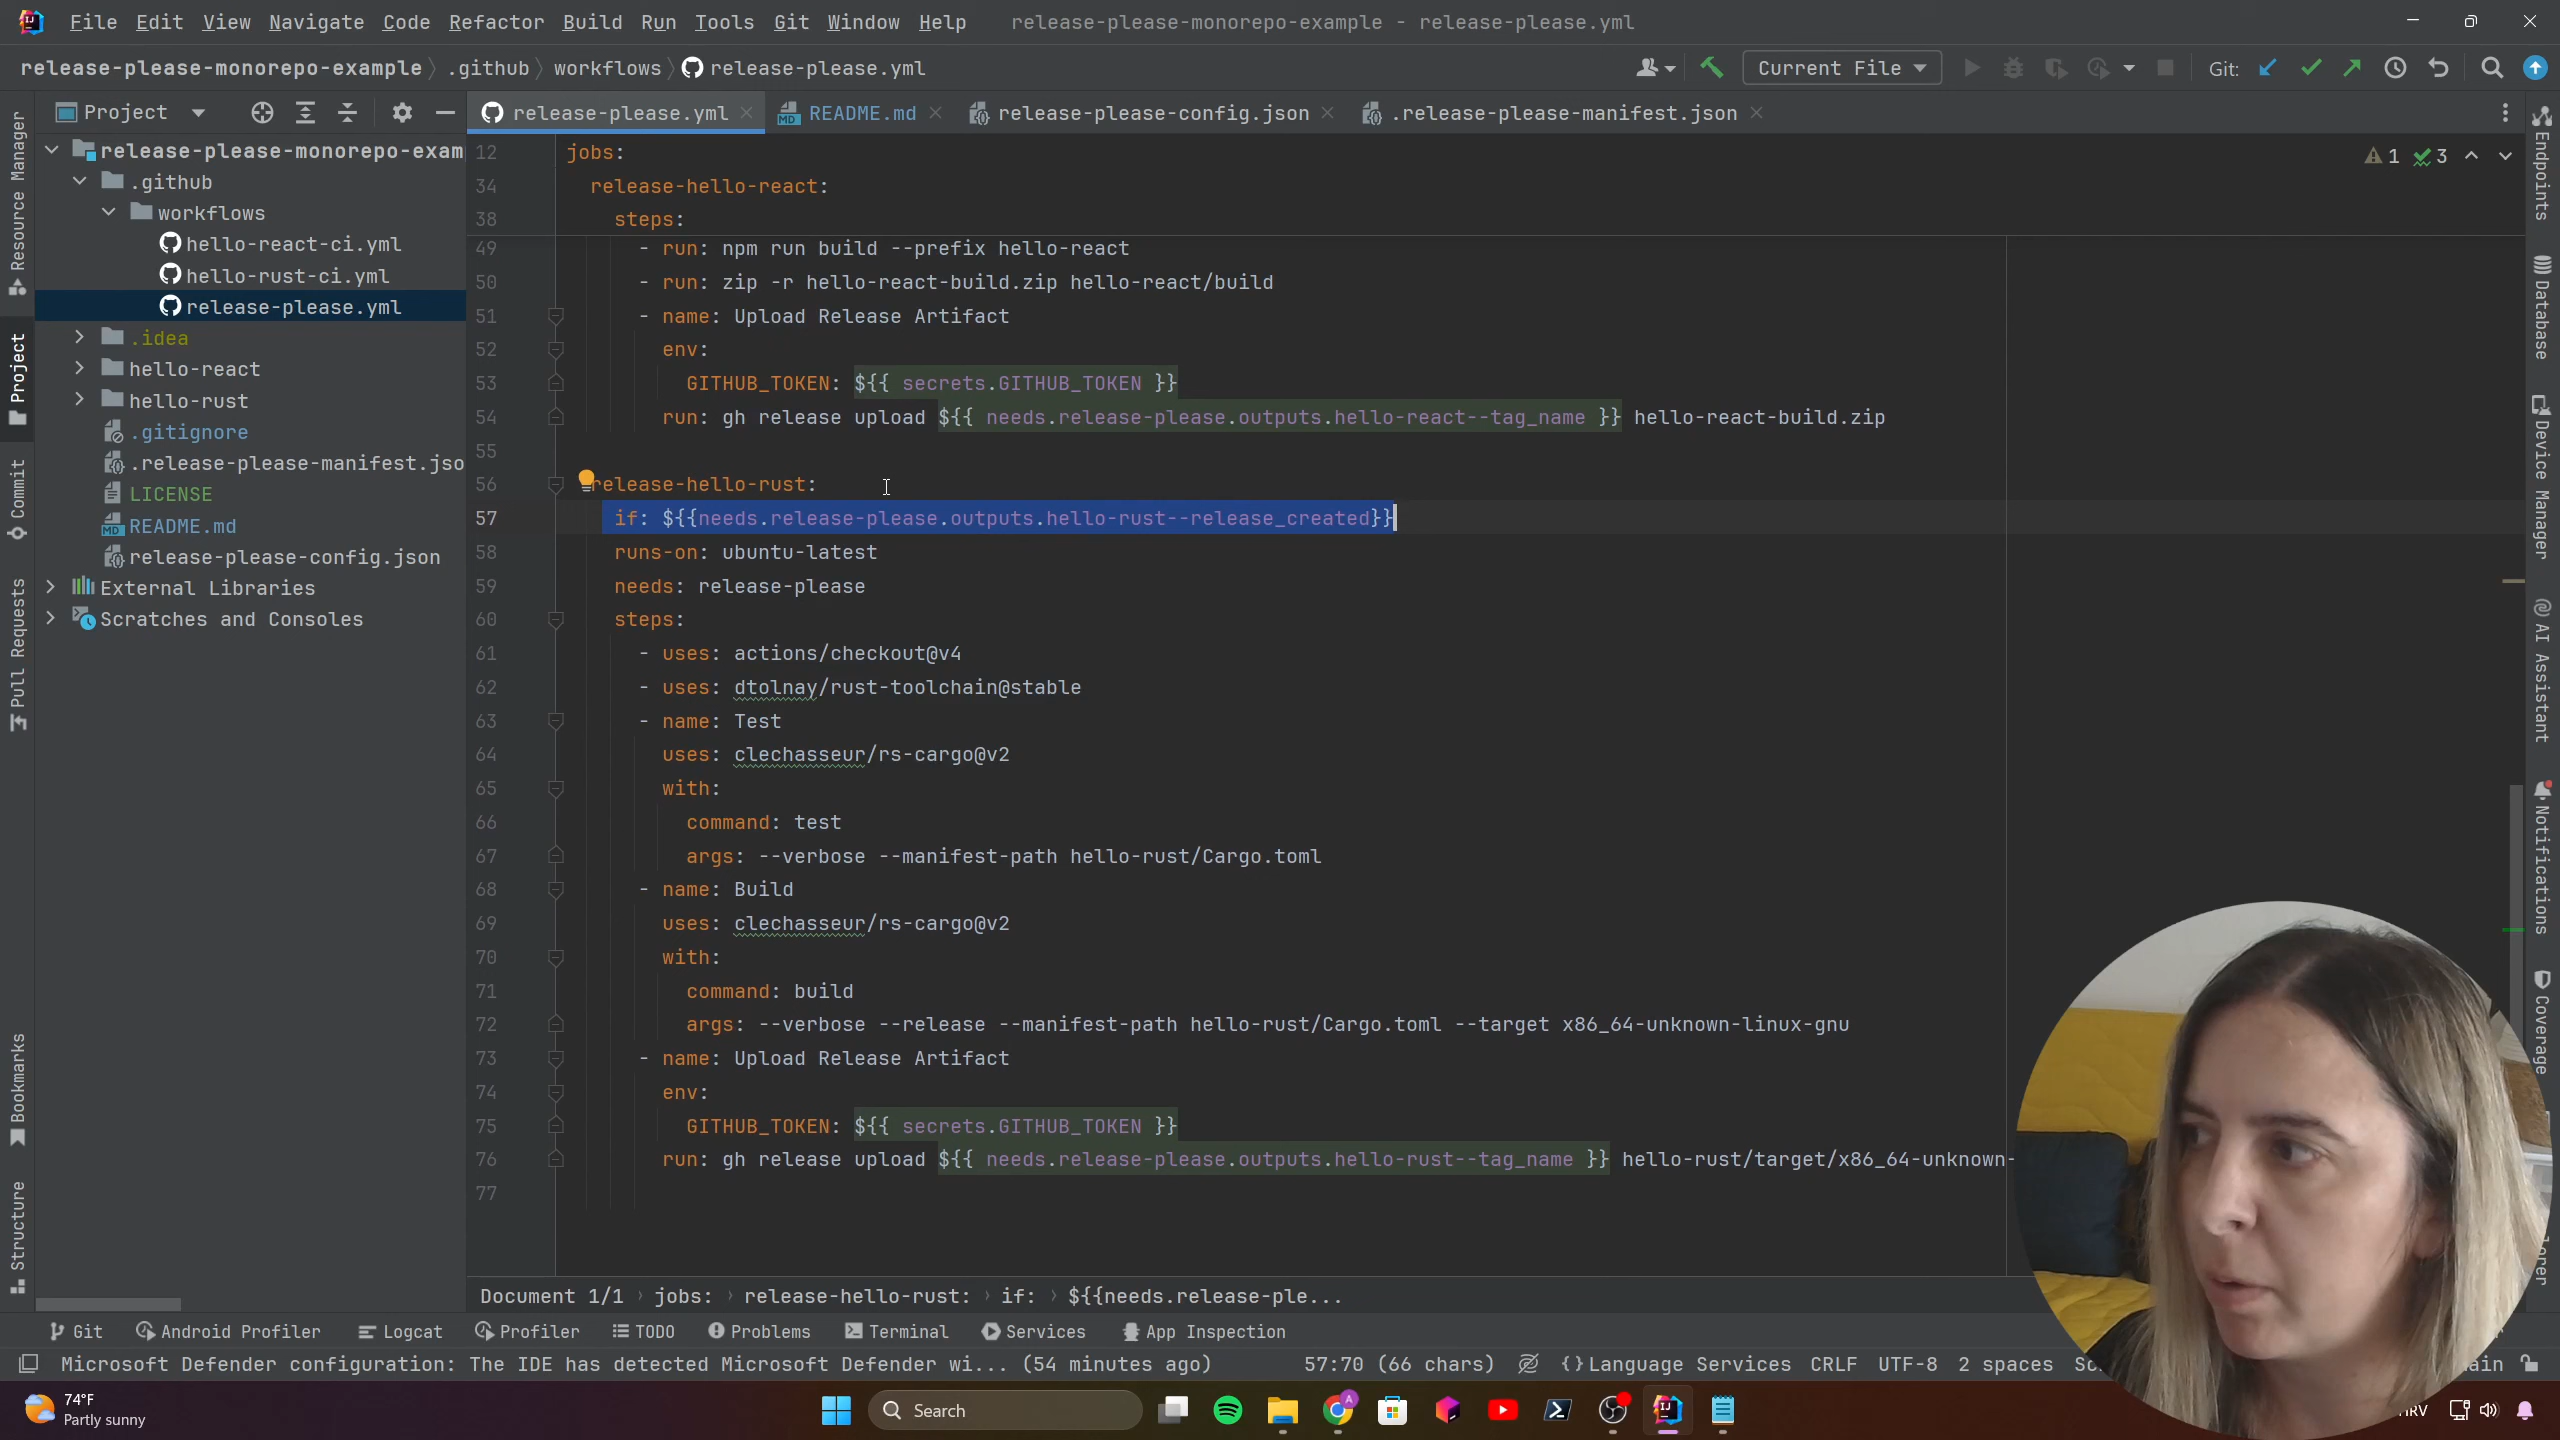 File Edit View Navigate Code Refactor Build Run Tools Git Window Help release-please-monorepo-example - release-please.yml
release-please-monorepo-example .github workflows release-please.yml Current File Git:
Project release-please.yml README.md release-please-config.json .release-please-manifest.json
release-please-monorepo-exam
.github
workflows
hello-react-ci.yml
hello-rust-ci.yml
release-please.yml
.idea
hello-react
hello-rust
.gitignore
.release-please-manifest.jso
LICENSE
README.md
release-please-config.json
External Libraries
Scratches and Consoles
Resource Manager
Project
Commit
Pull Requests
Bookmarks
Structure
12 jobs: 1 3
34 release-hello-react:
38 steps:
49 - run: npm run build --prefix hello-react
50 - run: zip -r hello-react-build.zip hello-react/build
51 - name: Upload Release Artifact
52 env:
53 GITHUB_TOKEN: ${{ secrets.GITHUB_TOKEN }}
54 run: gh release upload ${{ needs.release-please.outputs.hello-react--tag_name }} hello-react-build.zip
55
56 release-hello-rust:
57 if: ${{needs.release-please.outputs.hello-rust--release_created}}
58 runs-on: ubuntu-latest
59 needs: release-please
60 steps:
61 - uses: actions/checkout@v4
62 - uses: dtolnay/rust-toolchain@stable
63 - name: Test
64 uses: clechasseur/rs-cargo@v2
65 with:
66 command: test
67 args: --verbose --manifest-path hello-rust/Cargo.toml
68 - name: Build
69 uses: clechasseur/rs-cargo@v2
70 with:
71 command: build
72 args: --verbose --release --manifest-path hello-rust/Cargo.toml --target x86_64-unknown-linux-gnu
73 - name: Upload Release Artifact
74 env:
75 GITHUB_TOKEN: ${{ secrets.GITHUB_TOKEN }}
76 run: gh release upload ${{ needs.release-please.outputs.hello-rust--tag_name }} hello-rust/target/x86_64-unknown-
77
Endpoints
Database
Device Manager
AI Assistant
Notifications
Coverage
Document 1/1 jobs: release-hello-rust: if: ${{needs.release-ple...
Git Android Profiler Logcat Profiler TODO Problems Terminal Services App Inspection
Microsoft Defender configuration: The IDE has detected Microsoft Defender wi... (54 minutes ago) 57:70 (66 chars) Language Services CRLF UTF-8 2 spaces
74°F
Partly sunny
Search
HRV